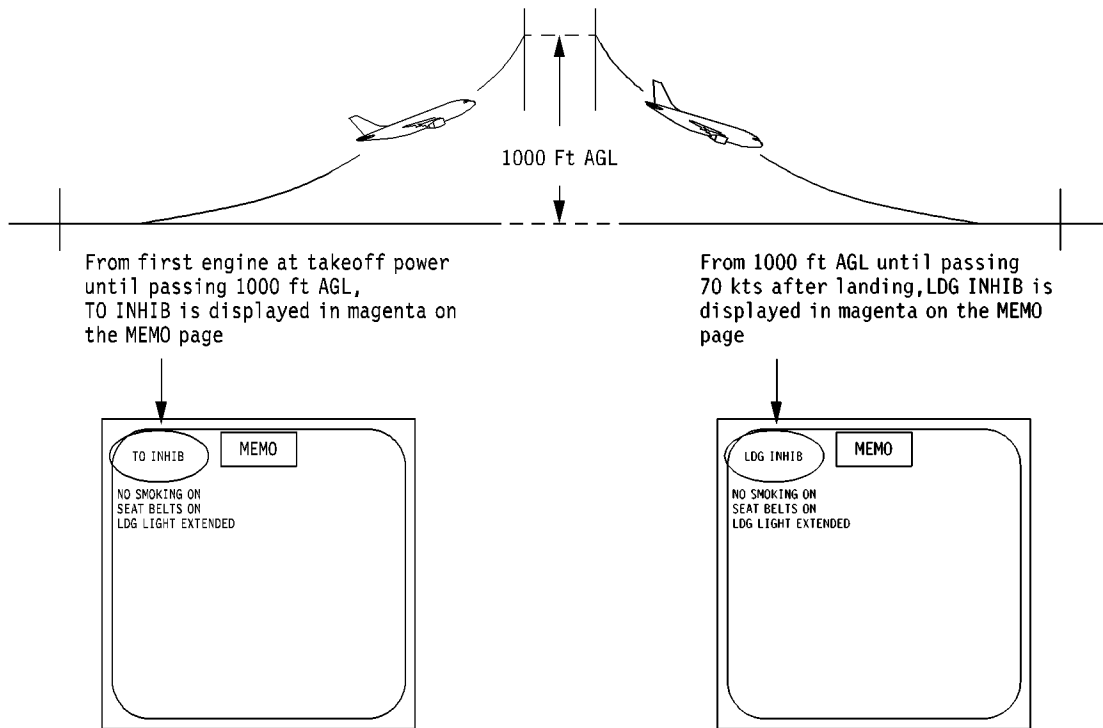 1000 Ft AGL
From first engine at takeoff power
until passing 1000 ft AGL,
TO INHIB is displayed in magenta on
the MEMO page
From 1000 ft AGL until passing
70 kts after landing,LDG INHIB is
displayed in magenta on the MEMO
page
TO INHIB
MEMO
NO SMOKING ON
SEAT BELTS ON
LDG LIGHT EXTENDED
LDG INHIB
MEMO
NO SMOKING ON
SEAT BELTS ON
LDG LIGHT EXTENDED